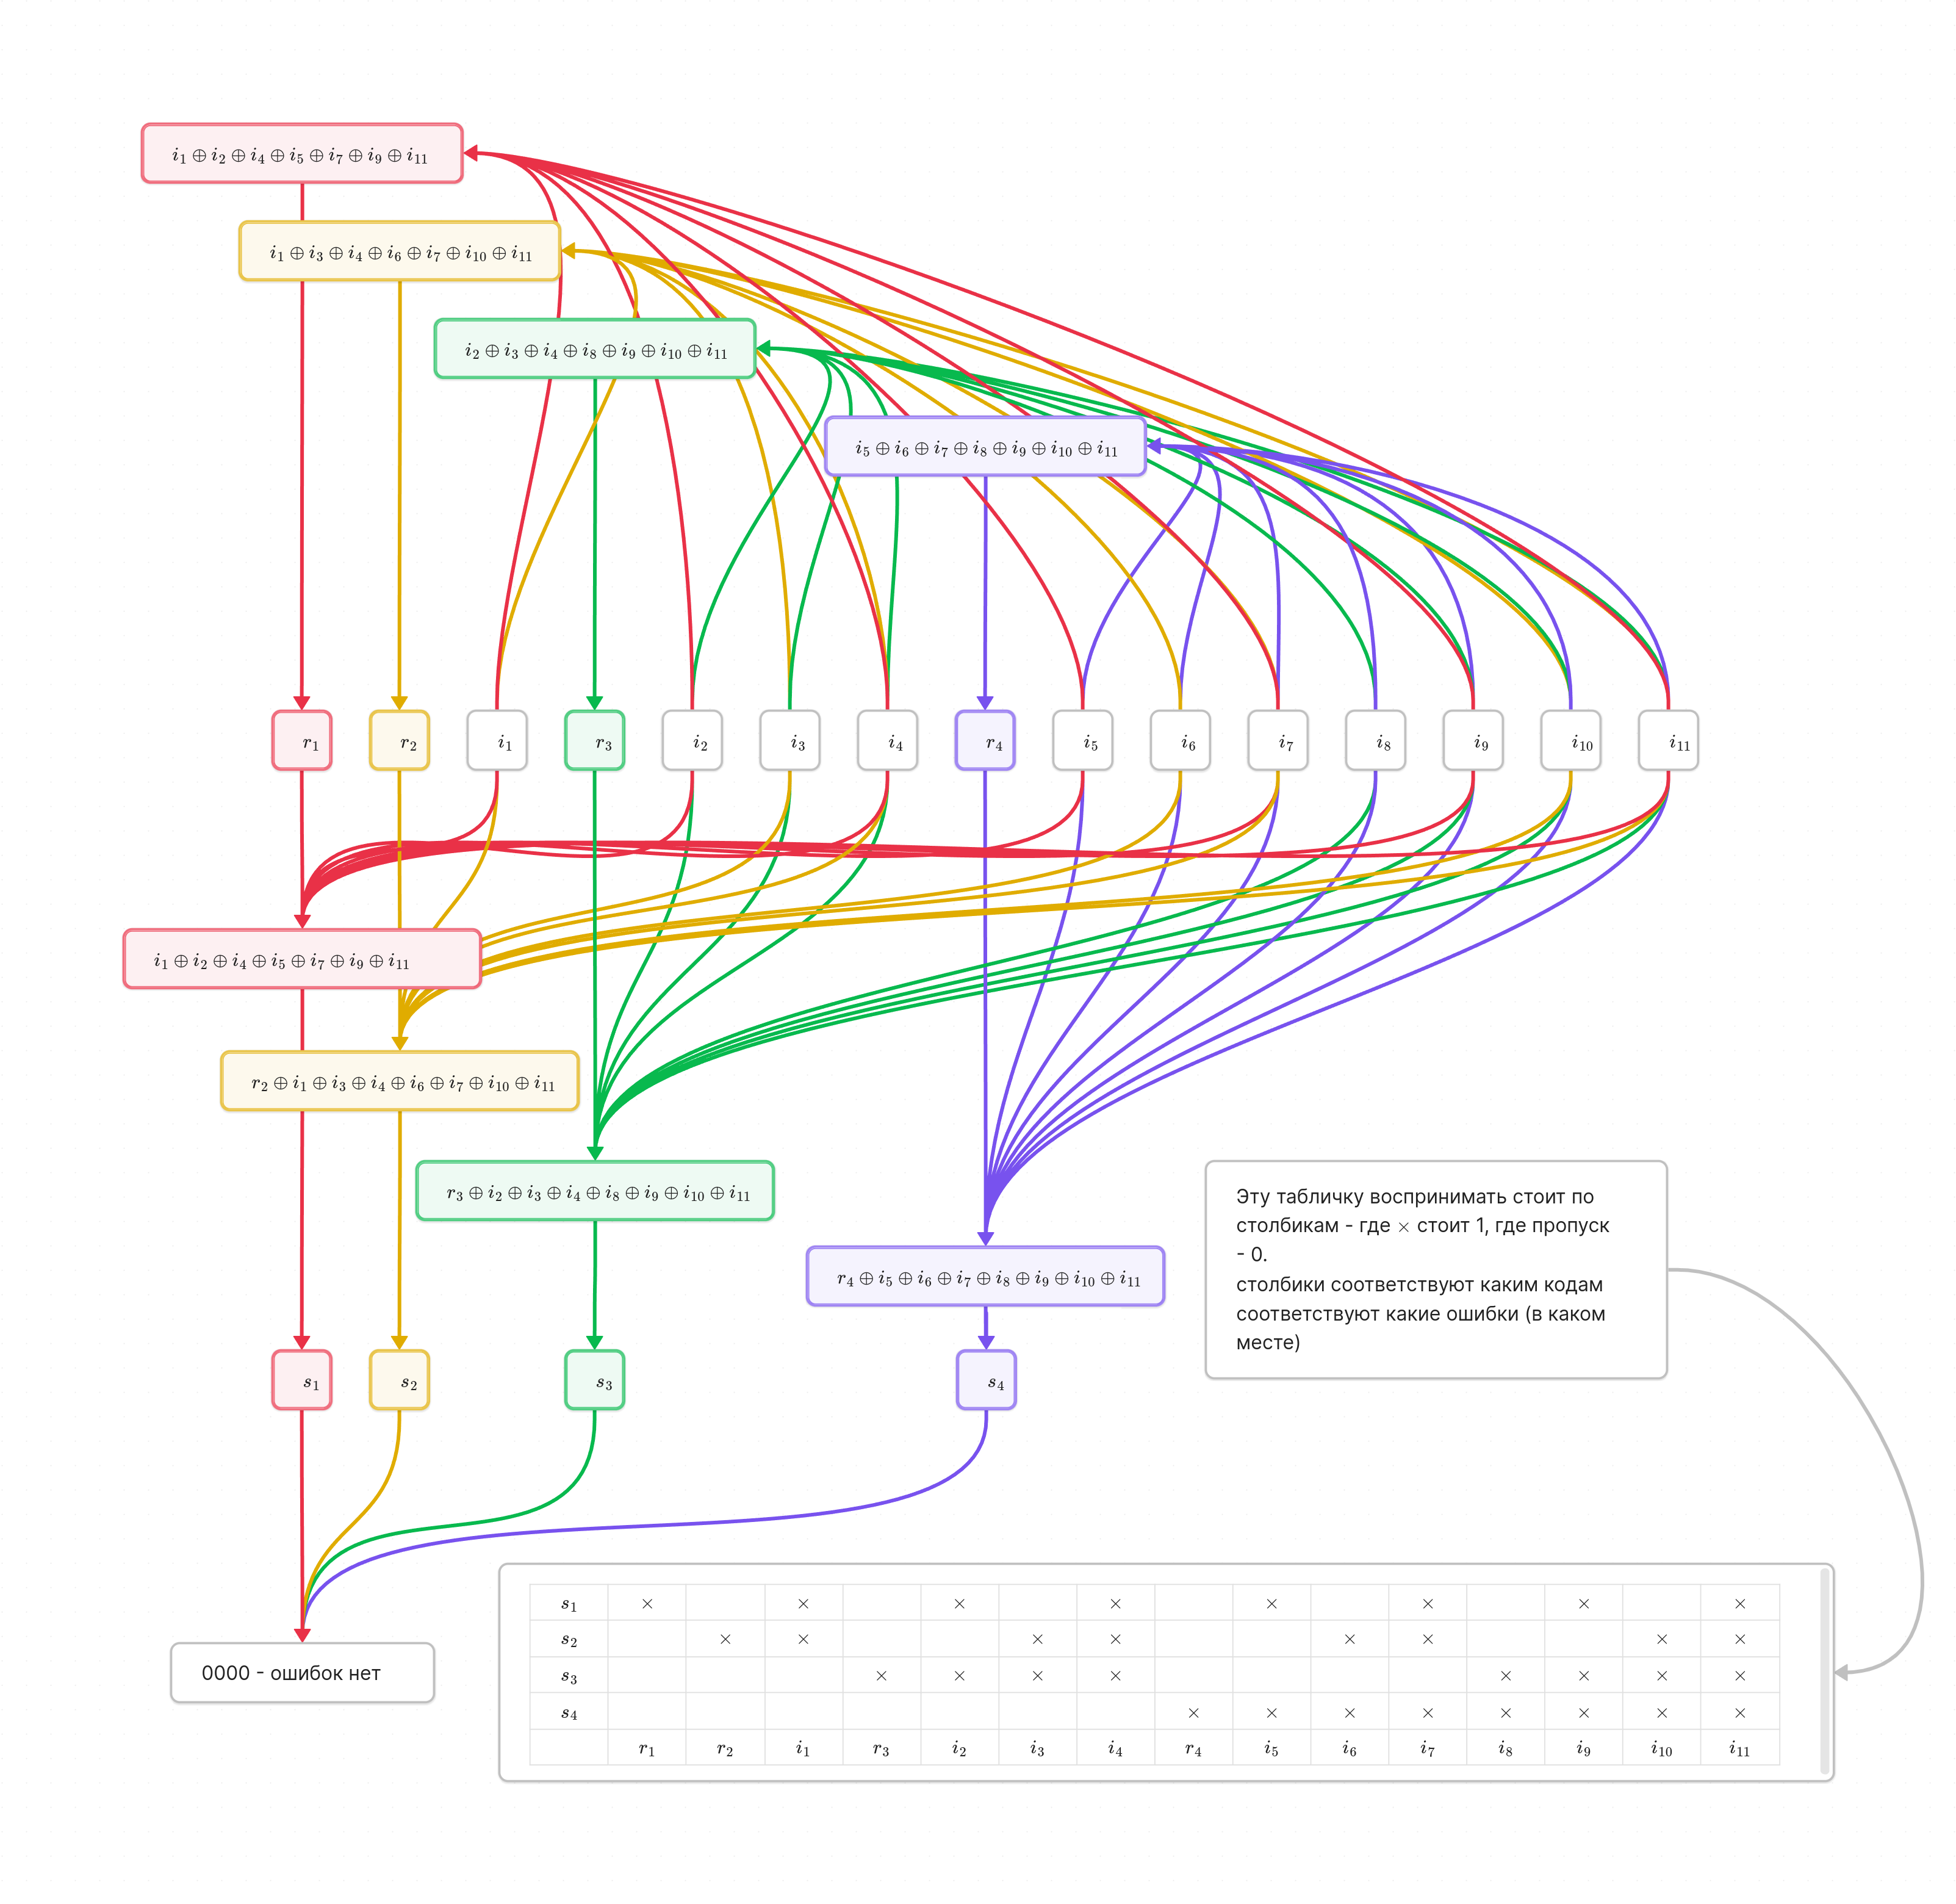 i₁ ⊕ i₂ ⊕ i₄ ⊕ i₅ ⊕ i₇ ⊕ i₉ ⊕ i₁₁
i₁ ⊕ i₃ ⊕ i₄ ⊕ i₆ ⊕ i₇ ⊕ i₁₀ ⊕ i₁₁
i₂ ⊕ i₃ ⊕ i₄ ⊕ i₈ ⊕ i₉ ⊕ i₁₀ ⊕ i₁₁
i₅ ⊕ i₆ ⊕ i₇ ⊕ i₈ ⊕ i₉ ⊕ i₁₀ ⊕ i₁₁
r₁ r₂ i₁ r₃ i₂ i₃ i₄ r₄ i₅ i₆ i₇ i₈ i₉ i₁₀ i₁₁
i₁ ⊕ i₂ ⊕ i₄ ⊕ i₅ ⊕ i₇ ⊕ i₉ ⊕ i₁₁
r₂ ⊕ i₁ ⊕ i₃ ⊕ i₄ ⊕ i₆ ⊕ i₇ ⊕ i₁₀ ⊕ i₁₁
r₃ ⊕ i₂ ⊕ i₃ ⊕ i₄ ⊕ i₈ ⊕ i₉ ⊕ i₁₀ ⊕ i₁₁
r₄ ⊕ i₅ ⊕ i₆ ⊕ i₇ ⊕ i₈ ⊕ i₉ ⊕ i₁₀ ⊕ i₁₁
Эту табличку воспринимать стоит по
столбикам - где × стоит 1, где пропуск
- 0.
столбики соответствуют каким кодам
соответствуют какие ошибки (в каком
месте)
s₁ s₂ s₃ s₄
0000 - ошибок нет
s₁ × × × × × × × ×
s₂ × × × × × × × ×
s₃ × × × × × × × ×
s₄ × × × × × × × ×
r₁ r₂ i₁ r₃ i₂ i₃ i₄ r₄ i₅ i₆ i₇ i₈ i₉ i₁₀ i₁₁